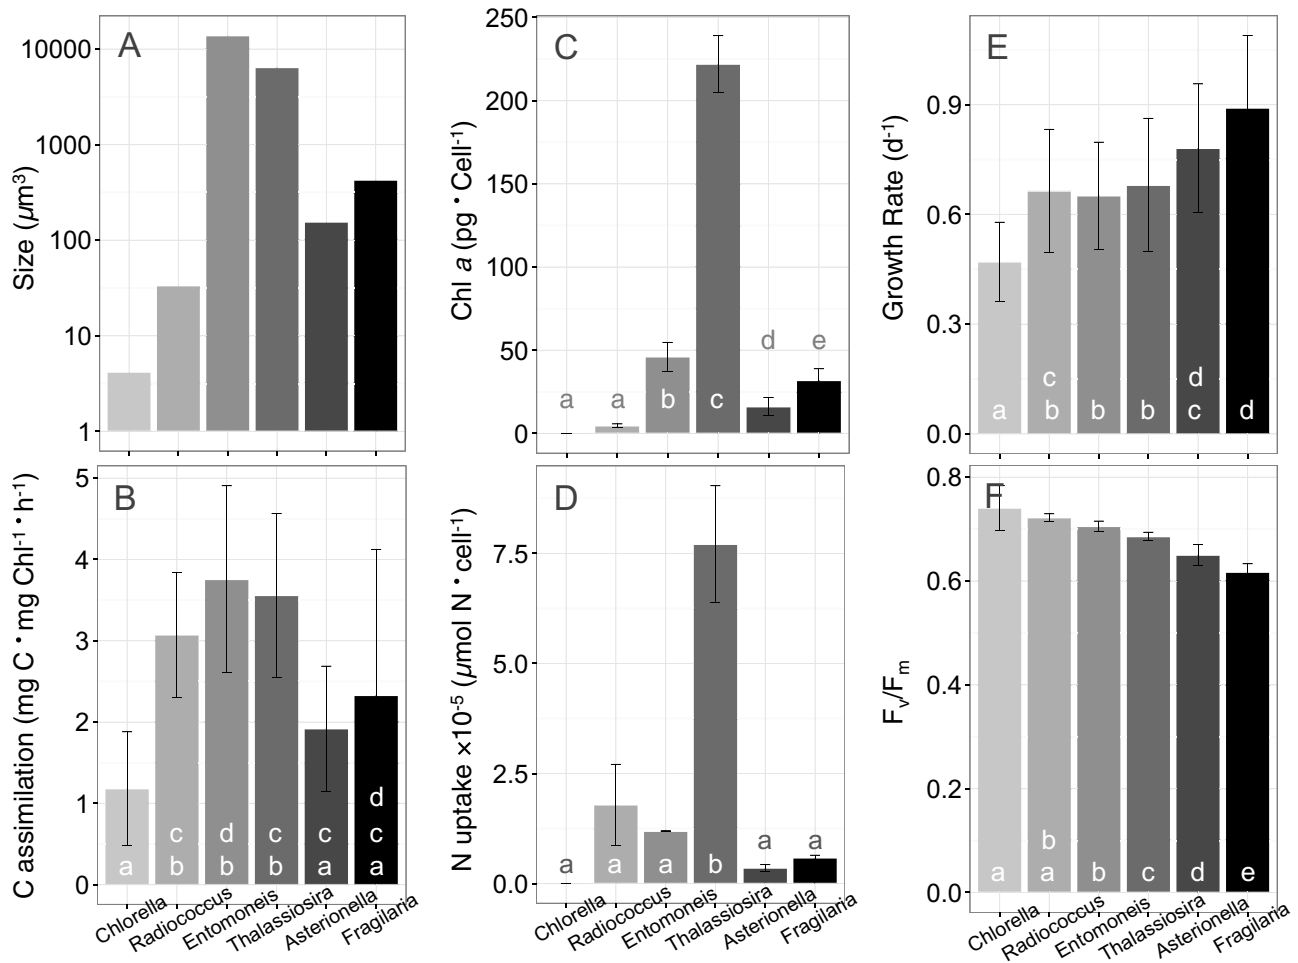 A
Size (μm³)
10000
1000
100
10
1
B
C assimilation (mg C • mg Chl⁻¹ • h⁻¹)
5
4
3
2
1
0
d
c d c c c
a b b b a a
Chlorella
Radiococcus
Entomoneis
Thalassiosira
Asterionella
Fragilaria
C
Chl a (pg • Cell⁻¹)
250
200
150
100
50
0
d e
a a b c
D
N uptake ×10⁻⁵ (μmol N • cell⁻¹)
7.5
5.0
2.5
0.0
a a
a a a b
Chlorella
Radiococcus
Entomoneis
Thalassiosira
Asterionella
Fragilaria
E
Growth Rate (d⁻¹)
0.9
0.6
0.3
0.0
c d
a b b b c d
F
Fᵥ/Fₘ
0.8
0.6
0.4
0.2
0.0
b
a a b c d e
Chlorella
Radiococcus
Entomoneis
Thalassiosira
Asterionella
Fragilaria